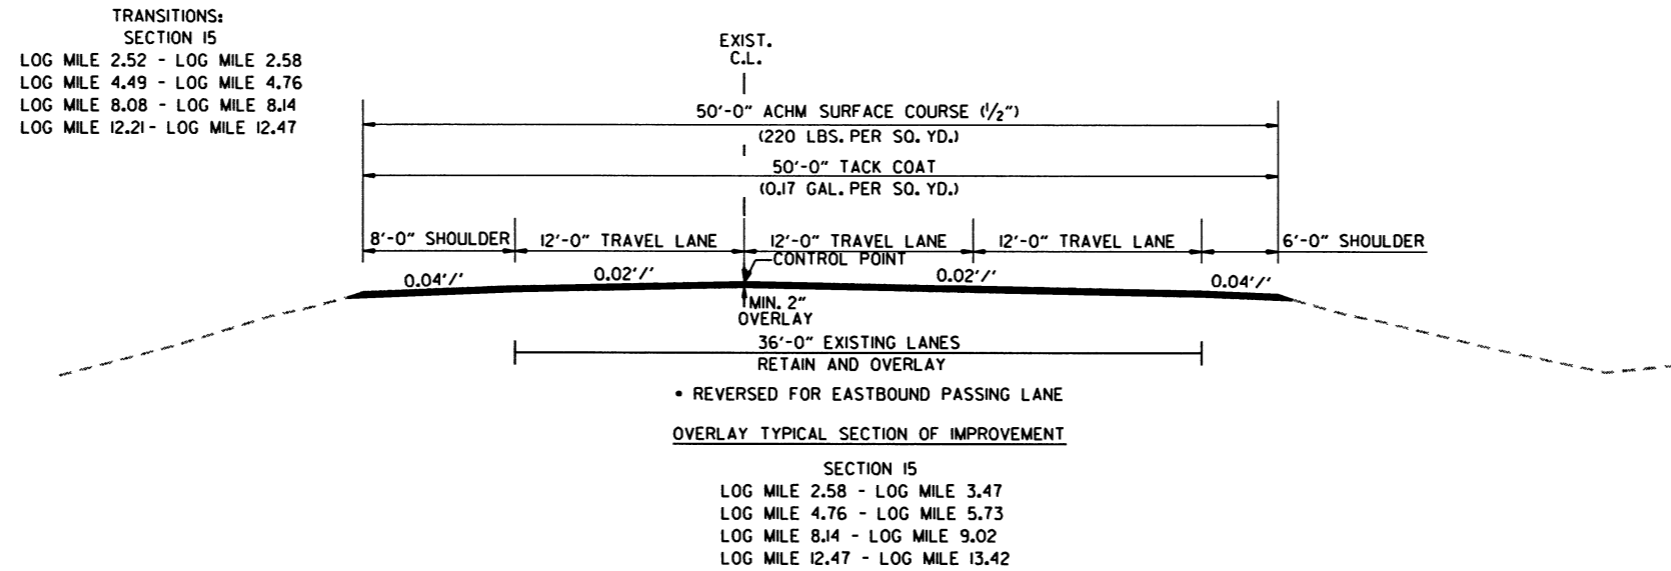 TRANSITIONS:
SECTION 15
LOG MILE 2.52 - LOG MILE 2.58
LOG MILE 4.49 - LOG MILE 4.76
LOG MILE 8.08 - LOG MILE 8.14
LOG MILE 12.21- LOG MILE 12.47
EXIST.
C.L.
50'-0" ACHM SURFACE COURSE (1/2")
(220 LBS. PER SQ. YD.)
50'-0" TACK COAT
(0.17 GAL. PER SQ. YD.)
8'-0" SHOULDER
12'-0" TRAVEL LANE
12'-0" TRAVEL LANE
12'-0" TRAVEL LANE
6'-0" SHOULDER
CONTROL POINT
0.04'/'
0.02'/'
0.02'/'
0.04'/'
MIN. 2"
OVERLAY
36'-0" EXISTING LANES
RETAIN AND OVERLAY
• REVERSED FOR EASTBOUND PASSING LANE
OVERLAY TYPICAL SECTION OF IMPROVEMENT
SECTION 15
LOG MILE 2.58 - LOG MILE 3.47
LOG MILE 4.76 - LOG MILE 5.73
LOG MILE 8.14 - LOG MILE 9.02
LOG MILE 12.47 - LOG MILE 13.42